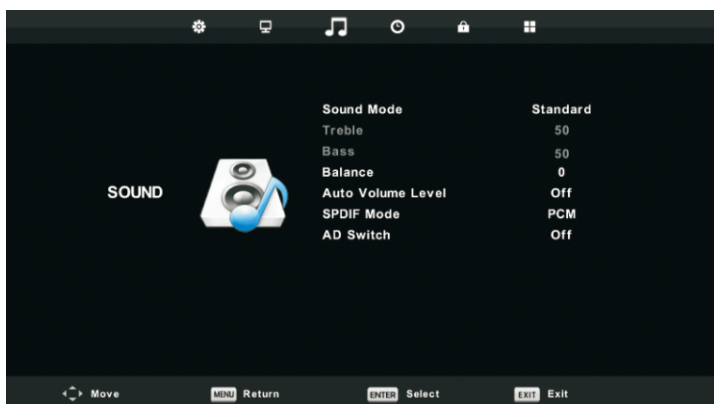 Sound Mode Standard
Treble 50
Bass 50
Balance 0
SOUND
Auto Volume Level Off
SPDIF Mode PCM
AD Switch Off
Move MENU Return ENTER Select EXIT Exit